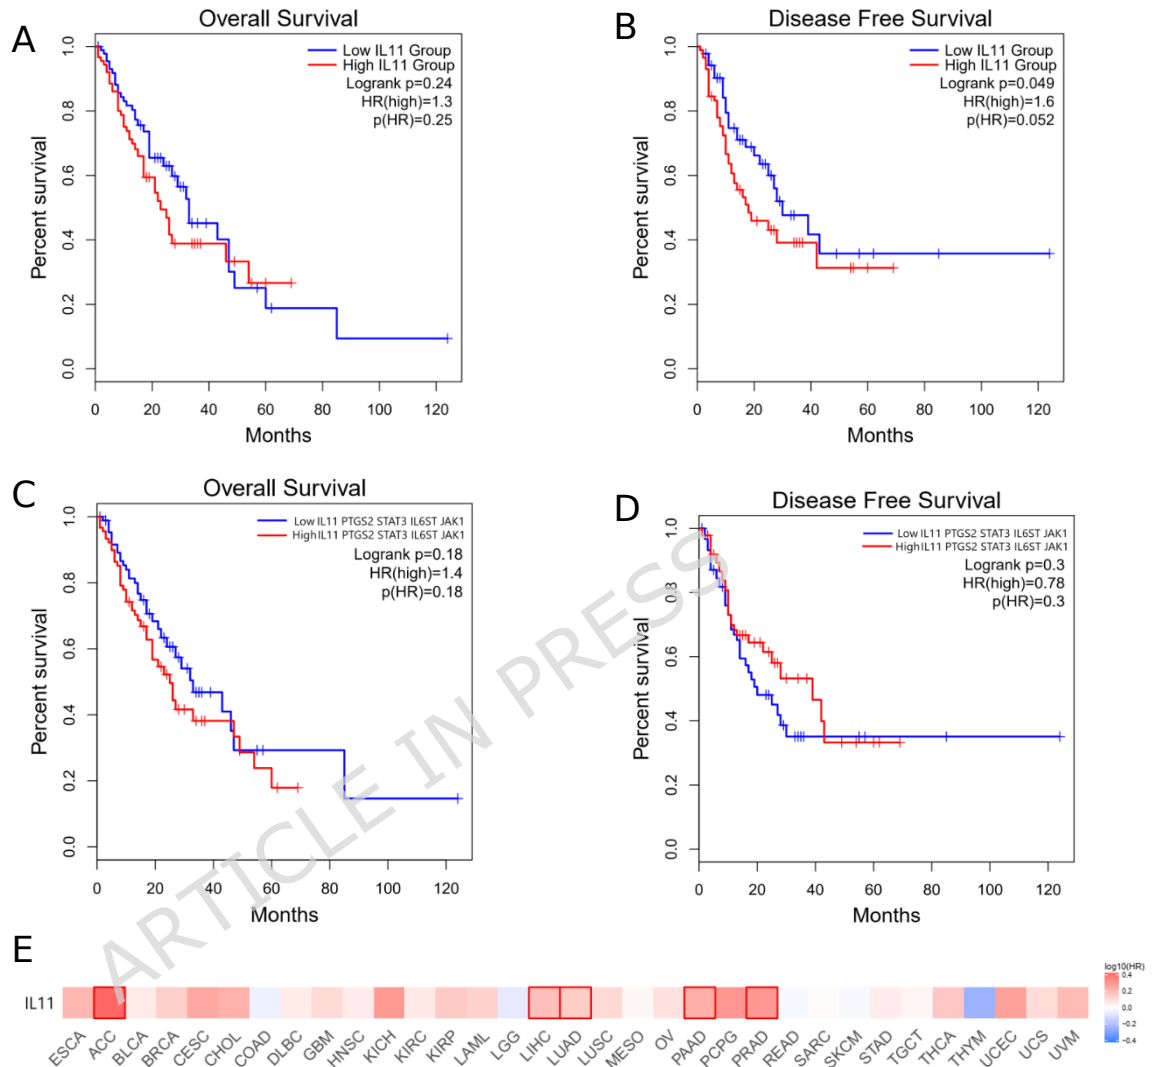 A
Overall Survival
Low IL11 Group
High IL11 Group
Logrank p=0.24
HR(high)=1.3
p(HR)=0.25
Percent survival
1.0
0.8
0.6
0.4
0.2
0.0
0 20 40 60 80 100 120
Months
B
Disease Free Survival
Low IL11 Group
High IL11 Group
Logrank p=0.049
HR(high)=1.6
p(HR)=0.052
Percent survival
1.0
0.8
0.6
0.4
0.2
0.0
0 20 40 60 80 100 120
Months
C
Overall Survival
Low IL11 PTGS2 STAT3 IL6ST JAK1
High IL11 PTGS2 STAT3 IL6ST JAK1
Logrank p=0.18
HR(high)=1.4
p(HR)=0.18
Percent survival
1.0
0.8
0.6
0.4
0.2
0.0
0 20 40 60 80 100 120
Months
D
Disease Free Survival
Low IL11 PTGS2 STAT3 IL6ST JAK1
High IL11 PTGS2 STAT3 IL6ST JAK1
Logrank p=0.3
HR(high)=0.78
p(HR)=0.3
Percent survival
1.0
0.8
0.6
0.4
0.2
0.0
0 20 40 60 80 100 120
Months
ARTICLE IN PRESS
E
IL11
ESCA ACC BLCA BRCA CESC CHOL COAD DLBC GBM HNSC KICH KIRC KIRP LAML LGG LIHC LUAD LUSC MESO OV PAAD PCPG PRAD READ SARC SKCM STAD TGCT THCA THYM UCEC UCS UVM
log10(HR)
0.4
0.2
0.0
−0.2
−0.4